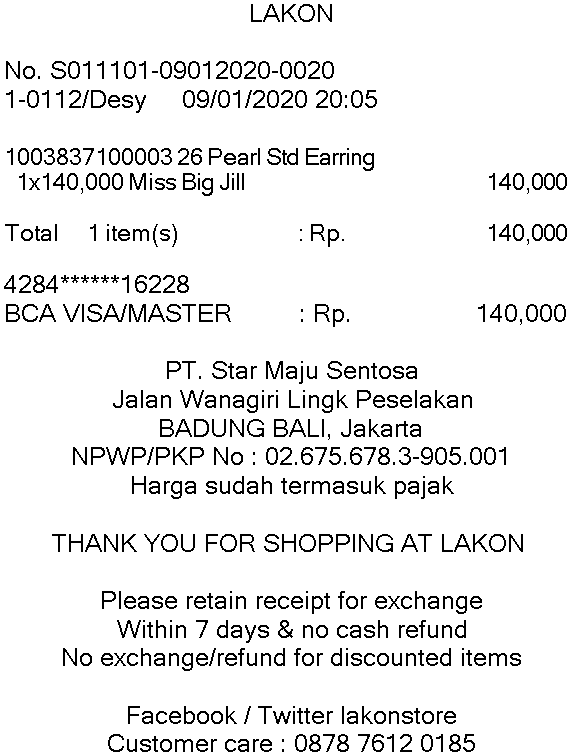 LAKON
No. S011101-09012020-0020
1-0112/Desy 09/01/2020 20:05
1003837100003 26 Pearl Std Earring
1x140,000 Miss Big Jill 140,000
Total 1 item(s) : Rp. 140,000
4284******16228
BCA VISA/MASTER : Rp. 140,000
PT. Star Maju Sentosa
Jalan Wanagiri Lingk Peselakan
BADUNG BALI, Jakarta
NPWP/PKP No : 02.675.678.3-905.001
Harga sudah termasuk pajak
THANK YOU FOR SHOPPING AT LAKON
Please retain receipt for exchange
Within 7 days & no cash refund
No exchange/refund for discounted items
Facebook / Twitter lakonstore
Customer care : 0878 7612 0185